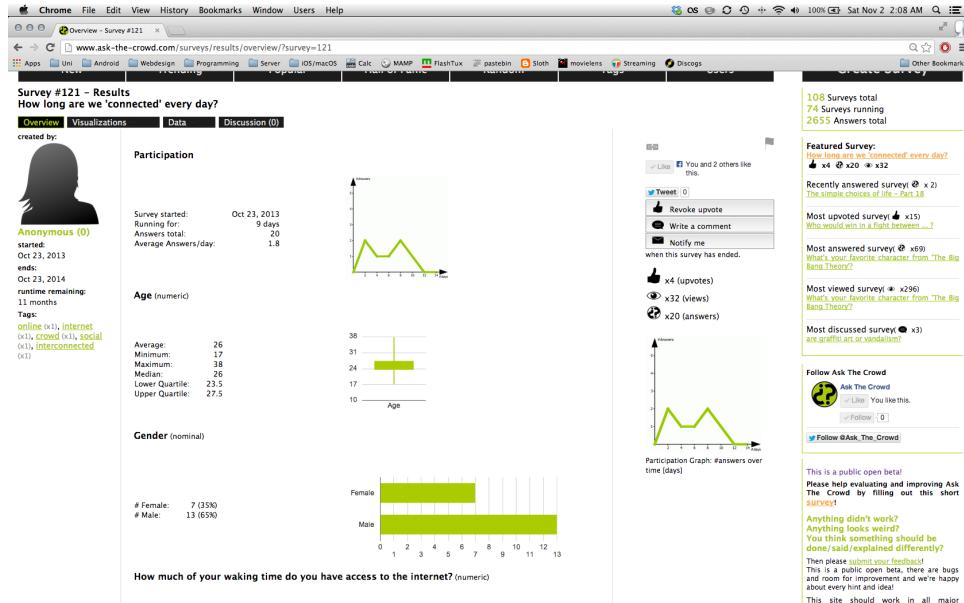 Chrome File Edit View History Bookmarks Window Users Help
100% Sat Nov 2 2:08 AM
Overview - Survey #121
www.ask-the-crowd.com/surveys/results/overview/?survey=121
Apps Uni Android Webdesign Programming Server iOS/macOS Calc MAMP FlashTux pastebin Sloth movielens Streaming Discogs Other Bookmark
New Trending Popular Hall of Fame Random Tags Users Create Survey
Survey #121 – Results
How long are we 'connected' every day?
Overview Visualizations Data Discussion (0)
created by:
Anonymous (0)
started:
Oct 23, 2013
ends:
Oct 23, 2014
runtime remaining:
11 months
Tags:
online (x1), internet
(x1), crowd (x1), social
(x1), interconnected
(x1)
Participation
Survey started: Oct 23, 2013
Running for: 9 days
Answers total: 20
Average Answers/day: 1.8
#Answers
2 4 6 8 10 12 14 #Days
Age (numeric)
Average: 26
Minimum: 17
Maximum: 38
Median: 26
Lower Quartile: 23.5
Upper Quartile: 27.5
38
31
24
17
10
Age
Gender (nominal)
# Female: 7 (35%)
# Male: 13 (65%)
Female
Male
0 2 4 6 8 10 12
1 3 5 7 9 11 13
How much of your waking time do you have access to the internet? (numeric)
Like You and 2 others like
this.
Tweet 0
Revoke upvote
Write a comment
Notify me
when this survey has ended.
x4 (upvotes)
x32 (views)
x20 (answers)
#Answers
2 4 6 8 10 12 14 #Days
Participation Graph: #answers over
time [days]
108 Surveys total
74 Surveys running
2655 Answers total
Featured Survey:
How long are we 'connected' every day?
x4 x20 x32
Recently answered survey( x 2)
The simple choices of life - Part 18
Most upvoted survey( x15)
Who would win in a fight between ... ?
Most answered survey( x69)
What's your favorite character from 'The Big
Bang Theory'?
Most viewed survey( x296)
What's your favorite character from 'The Big
Bang Theory'?
Most discussed survey( x3)
are graffiti art or vandalism?
Follow Ask The Crowd
Ask The Crowd
Like You like this.
Follow 0
Follow @Ask_The_Crowd
This is a public open beta!
Please help evaluating and improving Ask
The Crowd by filling out this short
survey!
Anything didn't work?
Anything looks weird?
You think something should be
done/said/explained differently?
Then please submit your feedback!
This is a public open beta, there are bugs
and room for improvement and we're happy
about every hint and idea!
This site should work in all major